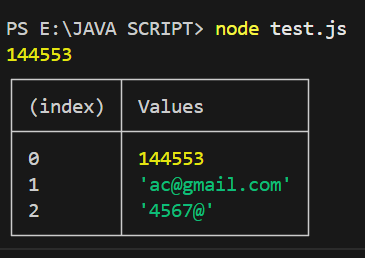 PS E:\JAVA SCRIPT> node test.js
144553
(index) Values
0 144553
1 'ac@gmail.com'
2 '4567@'